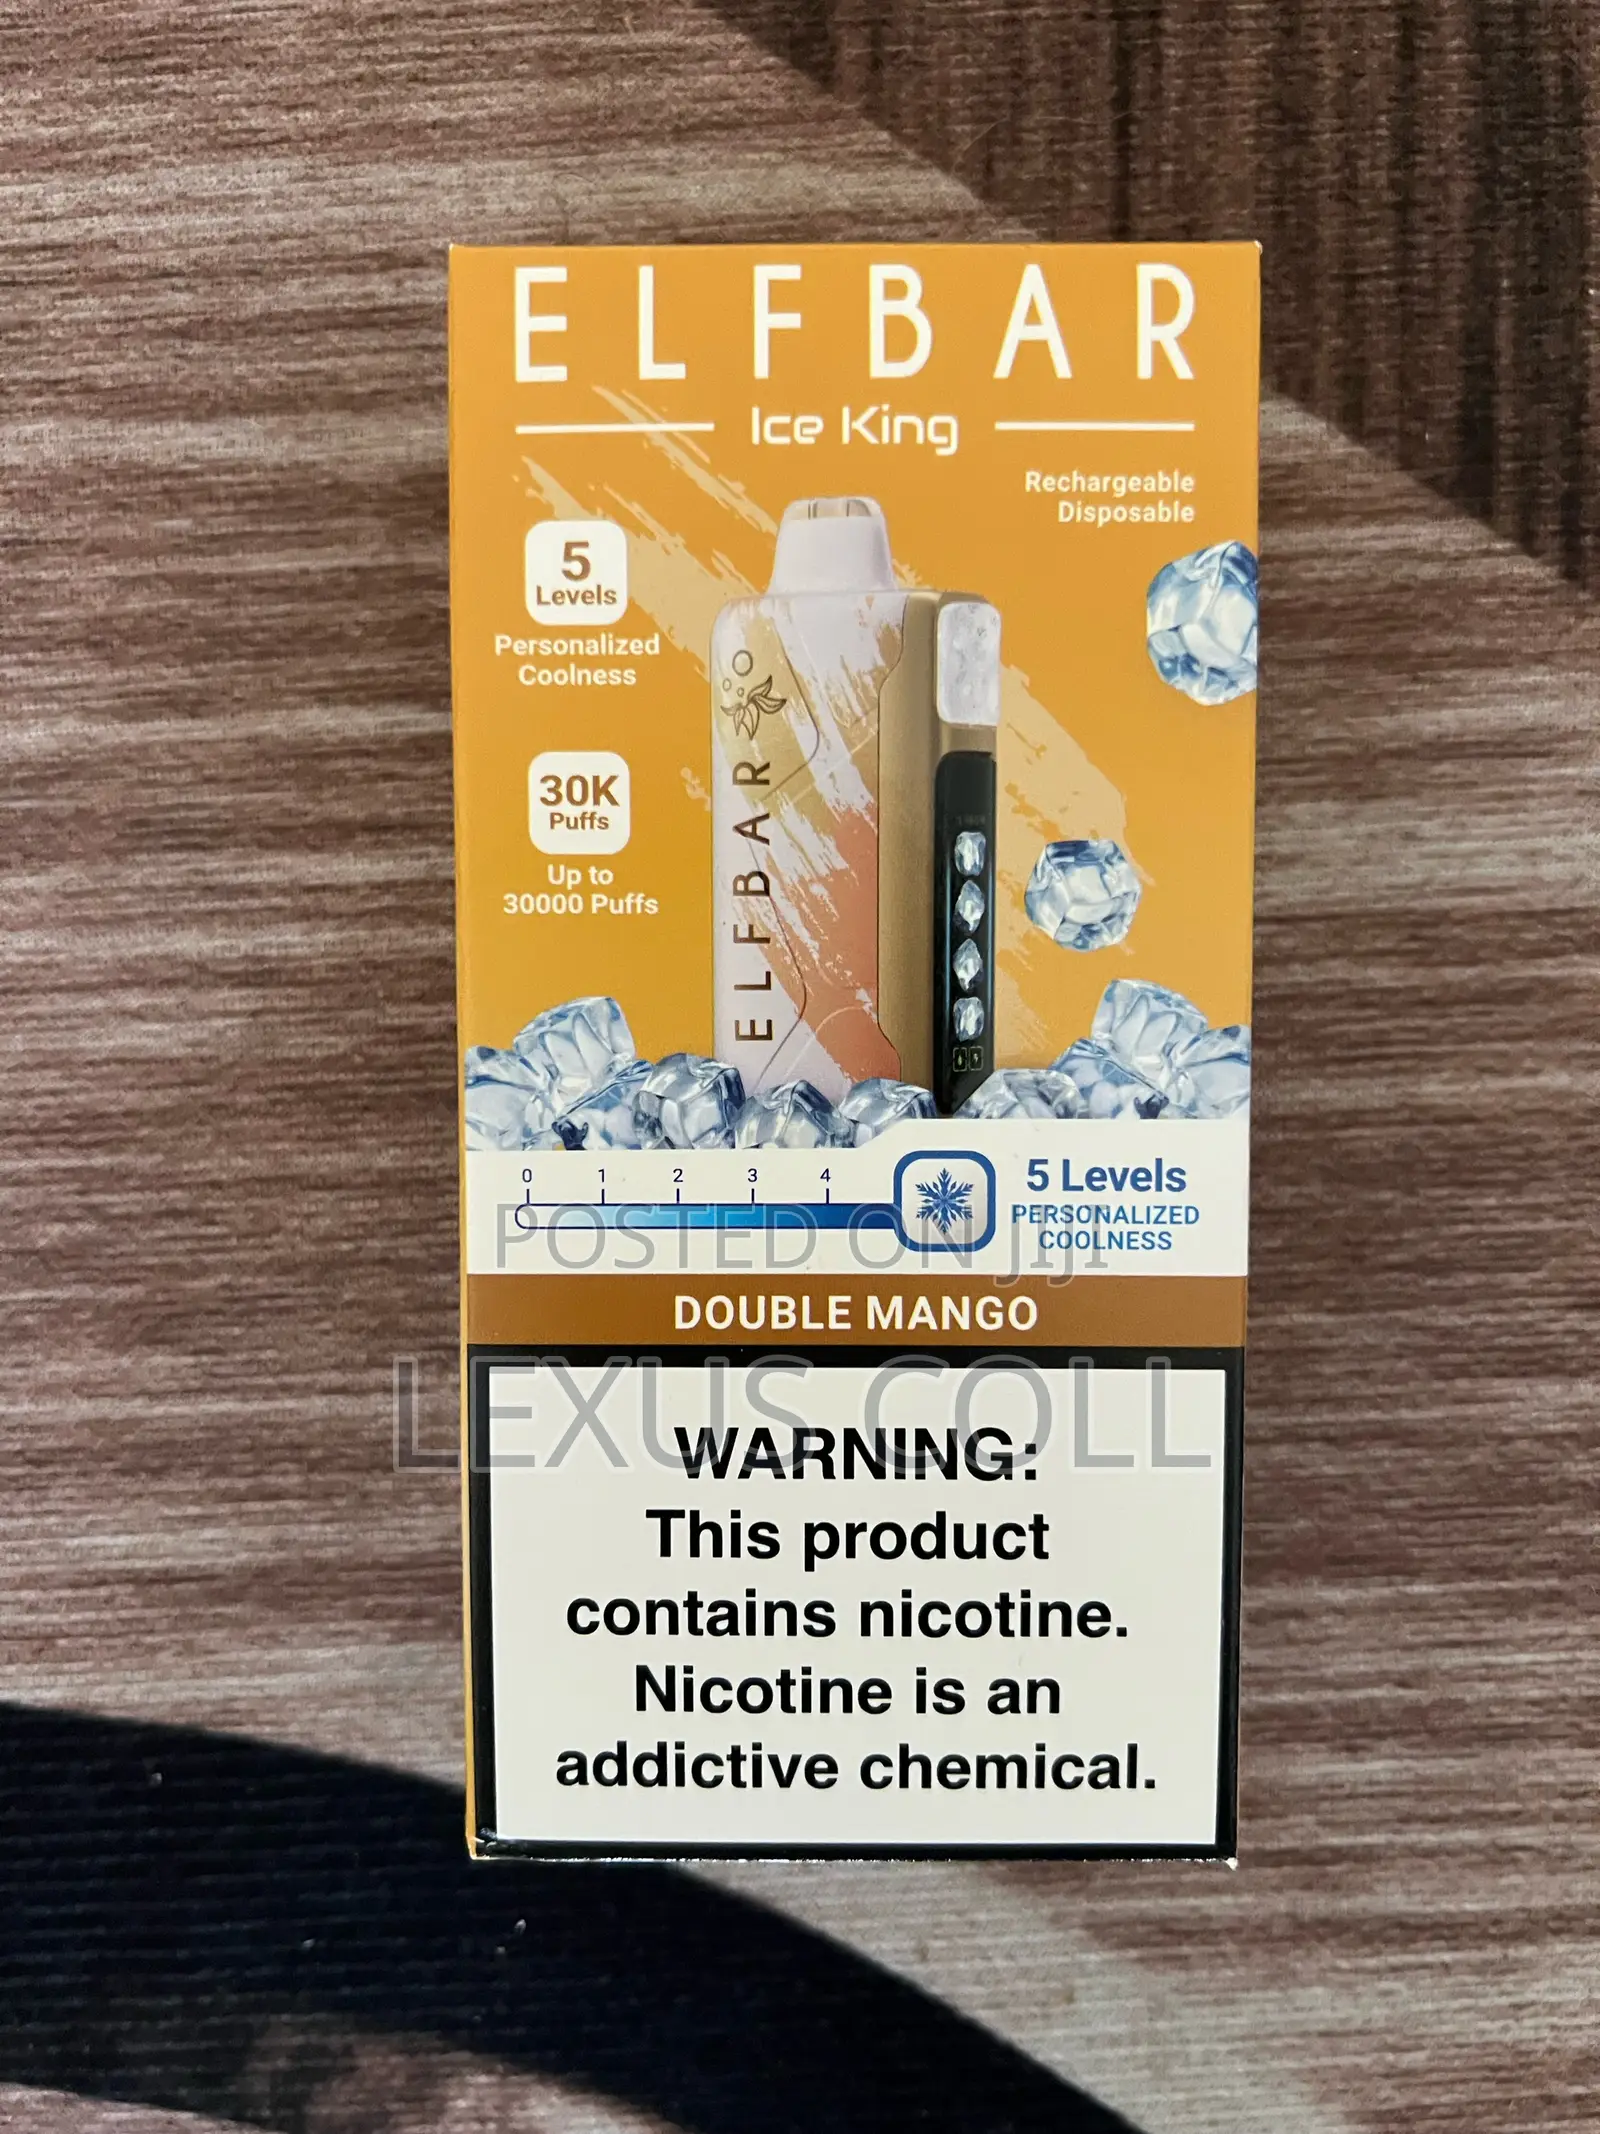 ELFBAR
Ice King
Rechargeable
Disposable
5
Levels
Personalized
Coolness
30K
Puffs
Up to
30000 Puffs
ELFBAR
0 1 2 3 4
5 Levels
PERSONALIZED
COOLNESS
POSTED ON JIJI
DOUBLE MANGO
LEXUS COLL
WARNING:
This product
contains nicotine.
Nicotine is an
addictive chemical.